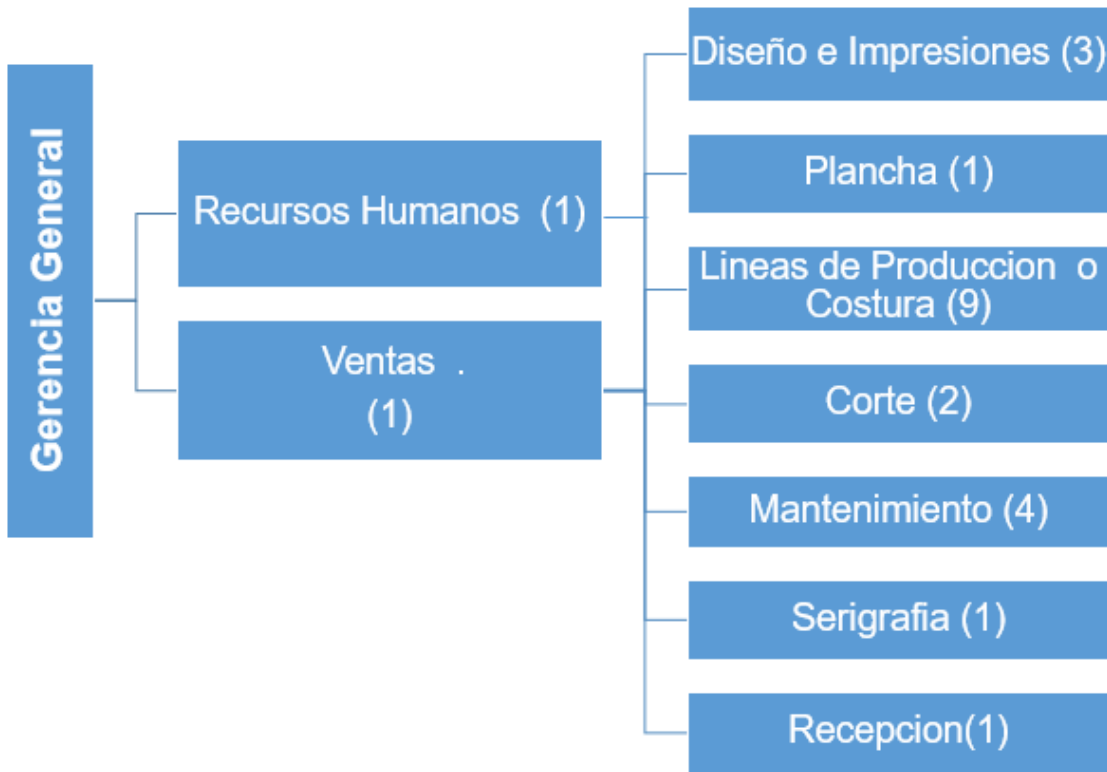 Gerencia General
Recursos Humanos (1)
Ventas .
(1)
Diseño e Impresiones (3)
Plancha (1)
Lineas de Produccion o
Costura (9)
Corte (2)
Mantenimiento (4)
Serigrafia (1)
Recepcion(1)